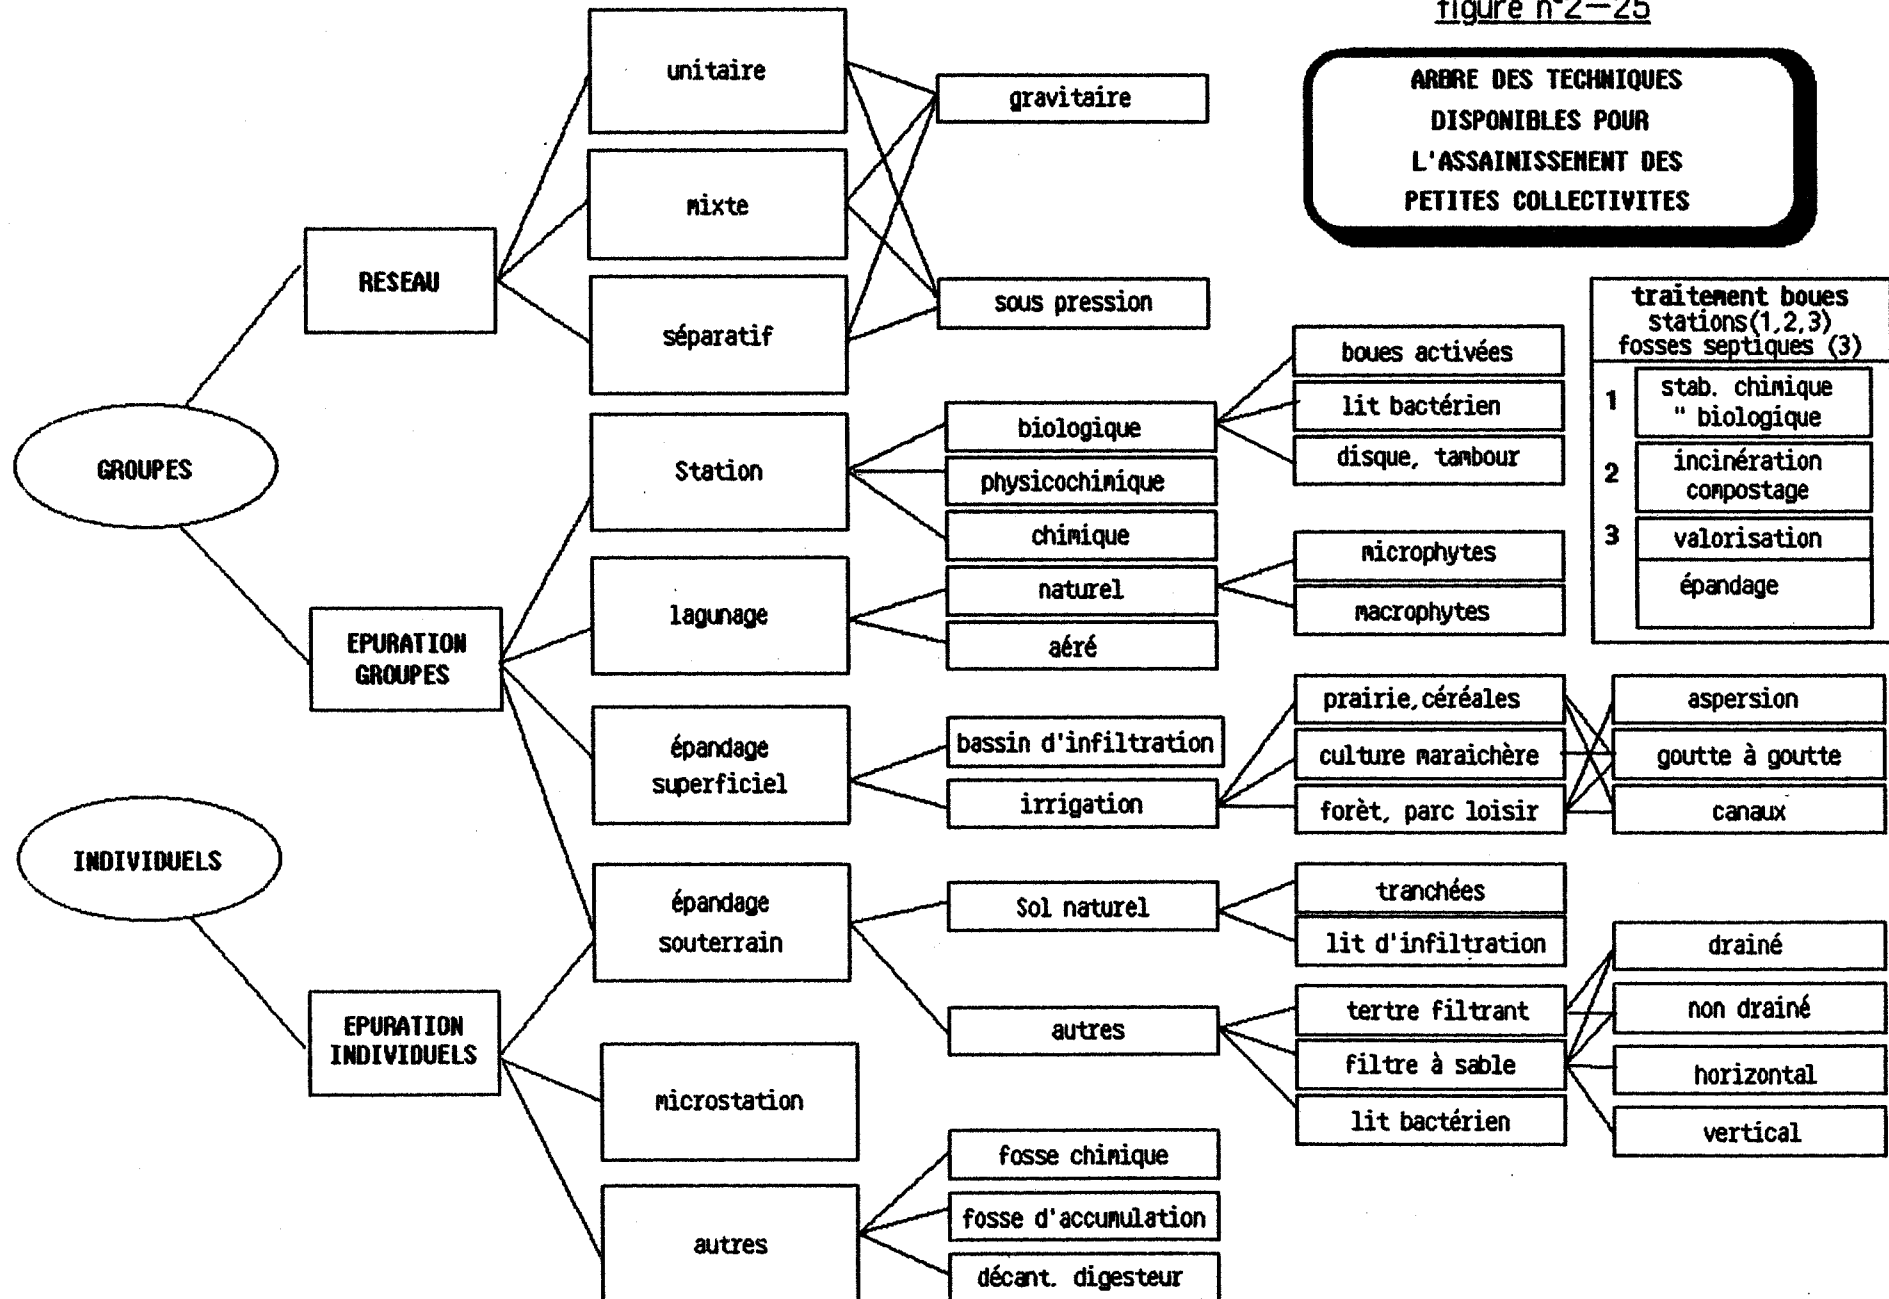 figure n°2—25
ARBRE DES TECHNIQUES
DISPONIBLES POUR
L'ASSAINISSEMENT DES
PETITES COLLECTIVITES
GROUPES
INDIVIDUELS
RESEAU
EPURATION
GROUPES
EPURATION
INDIVIDUELS
unitaire
mixte
séparatif
Station
lagunage
épandage
superficiel
épandage
souterrain
microstation
autres
gravitaire
sous pression
biologique
physicochimique
chimique
naturel
aéré
bassin d'infiltration
irrigation
Sol naturel
autres
fosse chimique
fosse d'accumulation
décant. digesteur
boues activées
lit bactérien
disque, tambour
microphytes
macrophytes
prairie,céréales
culture maraichère
forèt, parc loisir
tranchées
lit d'infiltration
tertre filtrant
filtre à sable
lit bactérien
traitement boues
stations(1,2,3)
fosses septiques (3)
1 stab. chimique
" biologique
2 incinération
compostage
3 valorisation
épandage
aspersion
goutte à goutte
canaux
drainé
non drainé
horizontal
vertical